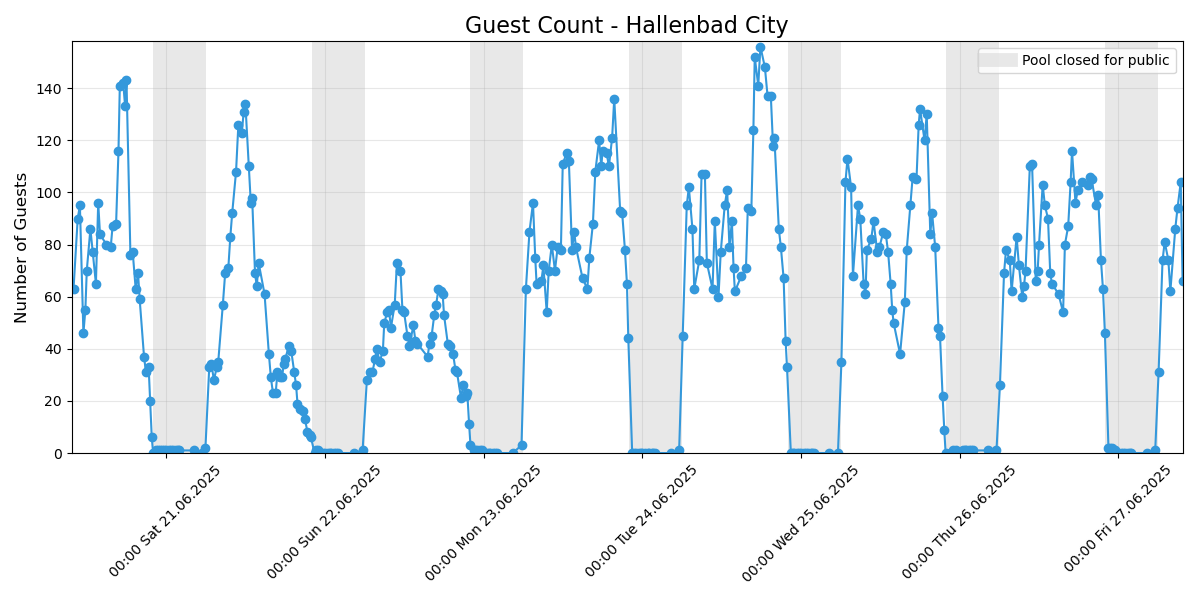 Guest Count - Hallenbad City
Pool closed for public
Number of Guests
140
120
100
80
60
40
20
0
00:00 Sat 21.06.2025
00:00 Sun 22.06.2025
00:00 Mon 23.06.2025
00:00 Tue 24.06.2025
00:00 Wed 25.06.2025
00:00 Thu 26.06.2025
00:00 Fri 27.06.2025